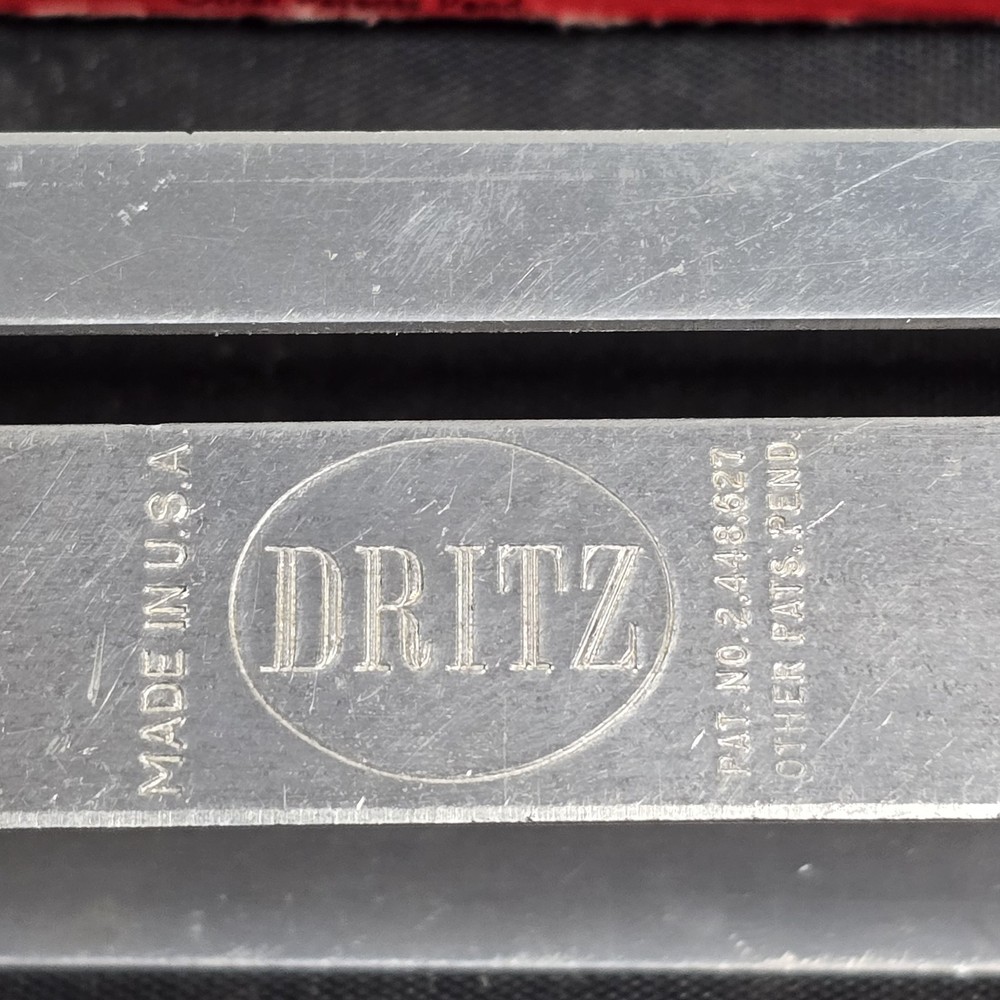 MADE IN U.S.A.
DRITZ
PAT. NO. 2,448,627
OTHER PATS. PEND.